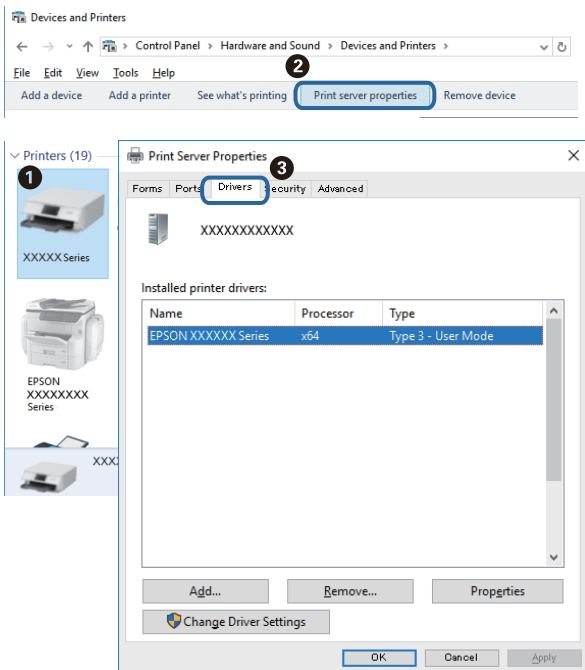 Devices and Printers
Control Panel > Hardware and Sound > Devices and Printers >
File Edit View Tools Help
2
Add a device Add a printer See what's printing Print server properties Remove device
Printers (19)
1
XXXXX Series
EPSON
XXXXXXXX
Series
XXX
Print Server Properties
3
Forms Ports Drivers Security Advanced
XXXXXXXXXXXX
Installed printer drivers:
Name Processor Type
EPSON XXXXXX Series x64 Type 3 - User Mode
Add... Remove... Properties
Change Driver Settings
OK Cancel Apply